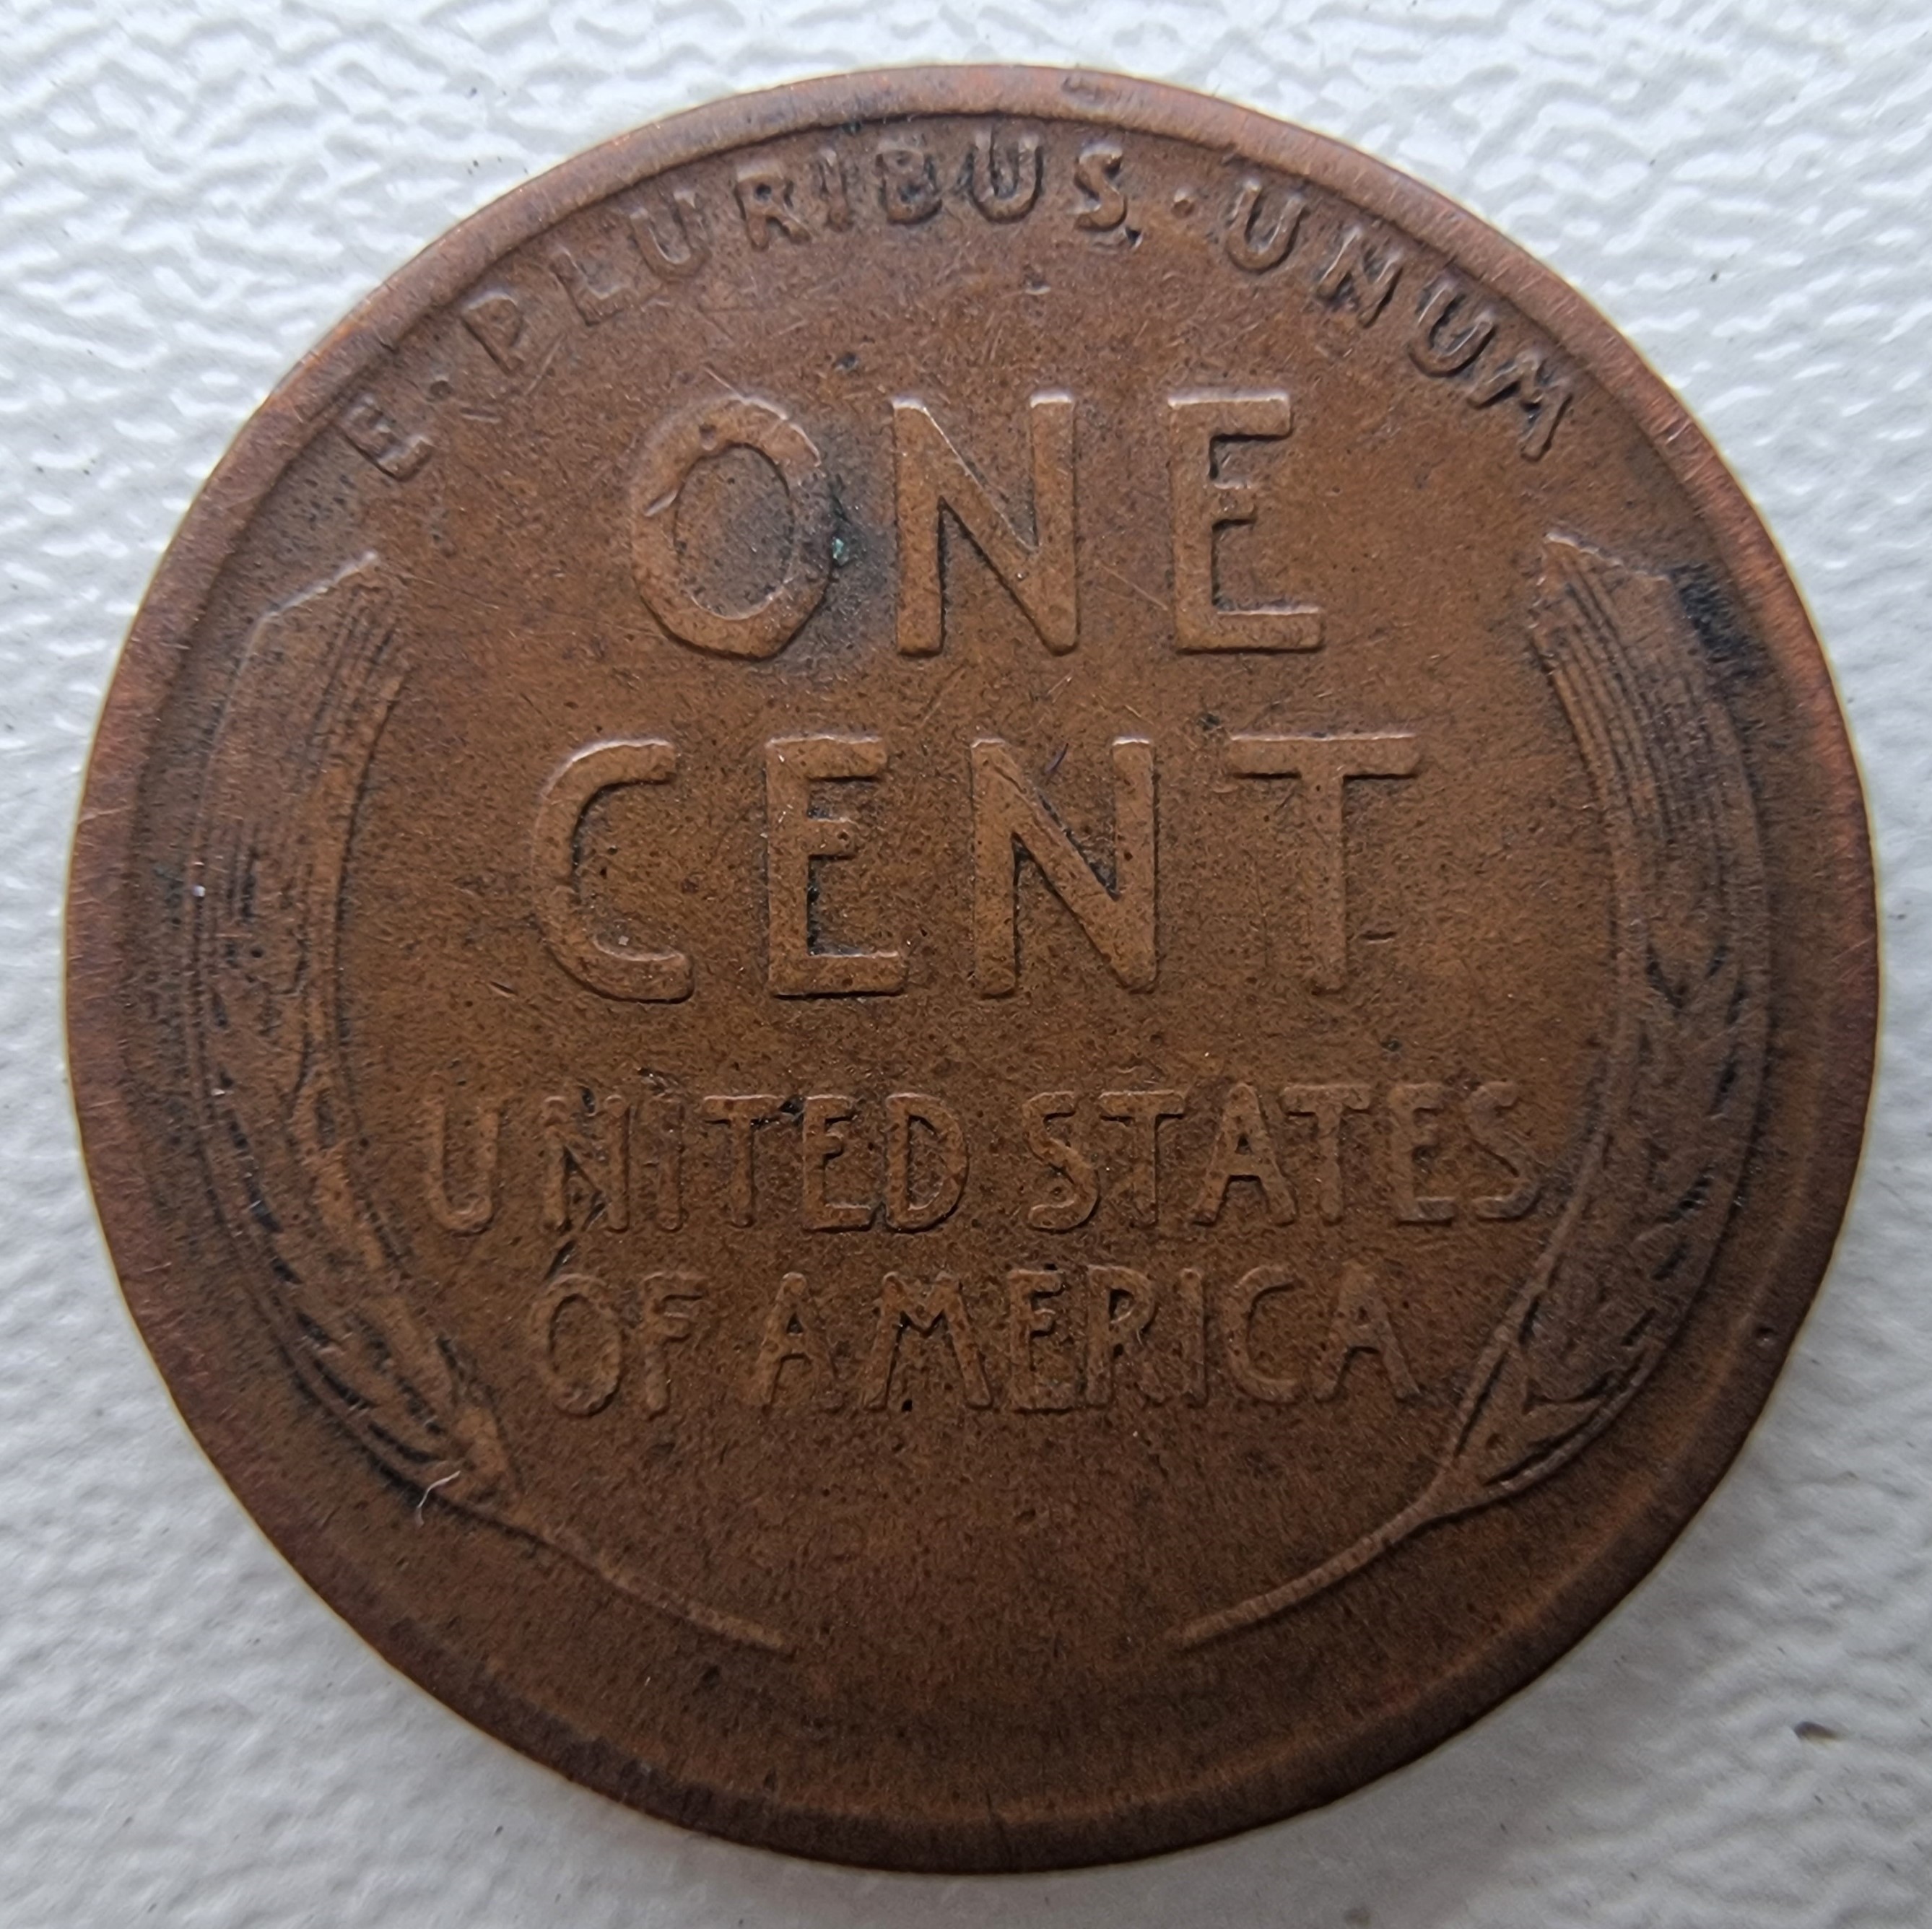 E·PLURIBUS·UNUM
ONE
CENT
UNITED STATES
OF AMERICA